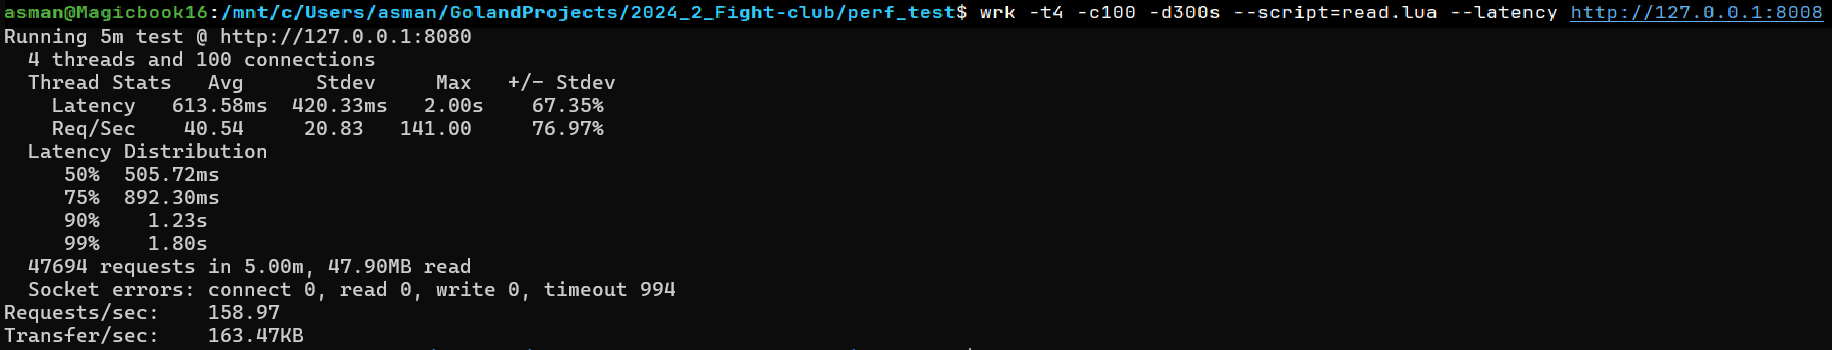 asman@Magicbook16:/mnt/c/Users/asman/GolandProjects/2024_2_Fight-club/perf_test$ wrk -t4 -c100 -d300s --script=read.lua --latency http://127.0.0.1:8008
Running 5m test @ http://127.0.0.1:8080
  4 threads and 100 connections
  Thread Stats   Avg      Stdev     Max   +/- Stdev
    Latency   613.58ms  420.33ms   2.00s    67.35%
    Req/Sec    40.54     20.83   141.00     76.97%
  Latency Distribution
     50%  505.72ms
     75%  892.30ms
     90%    1.23s
     99%    1.80s
  47694 requests in 5.00m, 47.90MB read
  Socket errors: connect 0, read 0, write 0, timeout 994
Requests/sec:    158.97
Transfer/sec:    163.47KB